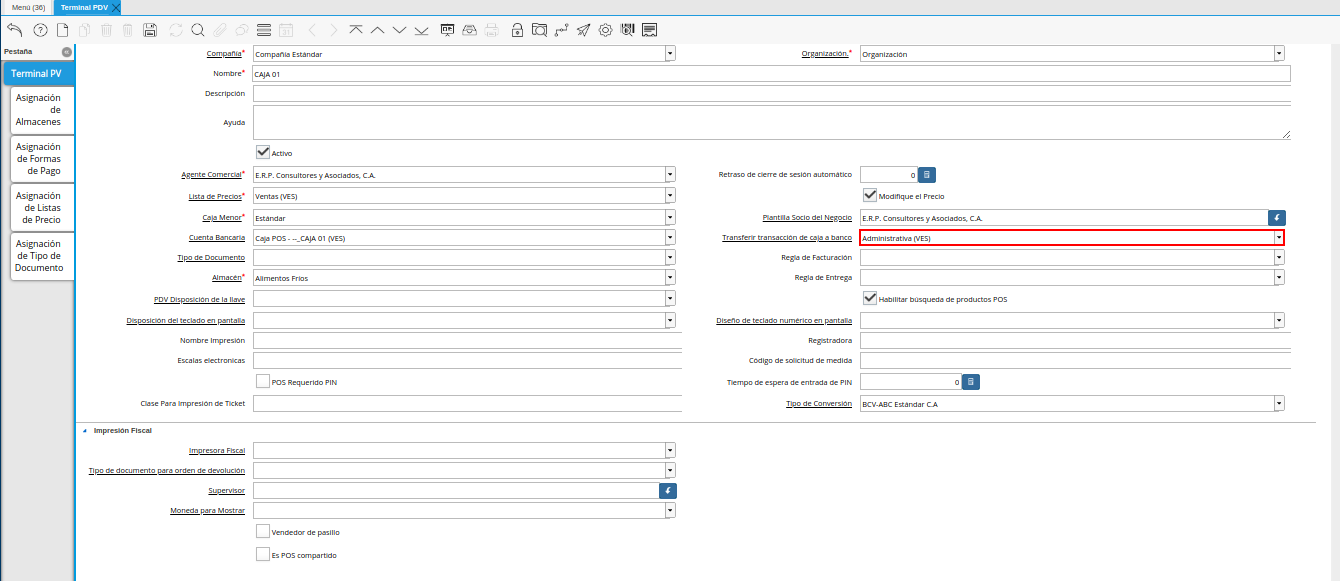 Menú (36)
Terminal PDV
Pestaña
Terminal PV
Asignación
de
Almacenes
Asignación
de Formas
de Pago
Asignación
de Listas
de Precio
Asignación
de Tipo de
Documento
Compañía* Compañía Estándar Organización.* Organización
Nombre* CAJA 01
Descripción
Ayuda
Activo
Agente Comercial* E.R.P. Consultores y Asociados, C.A. Retraso de cierre de sesión automático 0
Lista de Precios* Ventas (VES) Modifique el Precio
Caja Menor* Estándar Plantilla Socio del Negocio E.R.P. Consultores y Asociados, C.A.
Cuenta Bancaria Caja POS - --_CAJA 01 (VES) Transferir transacción de caja a banco Administrativa (VES)
Tipo de Documento Regla de Facturación
Almacén* Alimentos Fríos Regla de Entrega
PDV Disposición de la llave Habilitar búsqueda de productos POS
Disposición del teclado en pantalla Diseño de teclado numérico en pantalla
Nombre Impresión Registradora
Escalas electronicas Código de solicitud de medida
POS Requerido PIN Tiempo de espera de entrada de PIN 0
Clase Para Impresión de Ticket Tipo de Conversión BCV-ABC Estándar C.A
Impresión Fiscal
Impresora Fiscal
Tipo de documento para orden de devolución
Supervisor
Moneda para Mostrar
Vendedor de pasillo
Es POS compartido